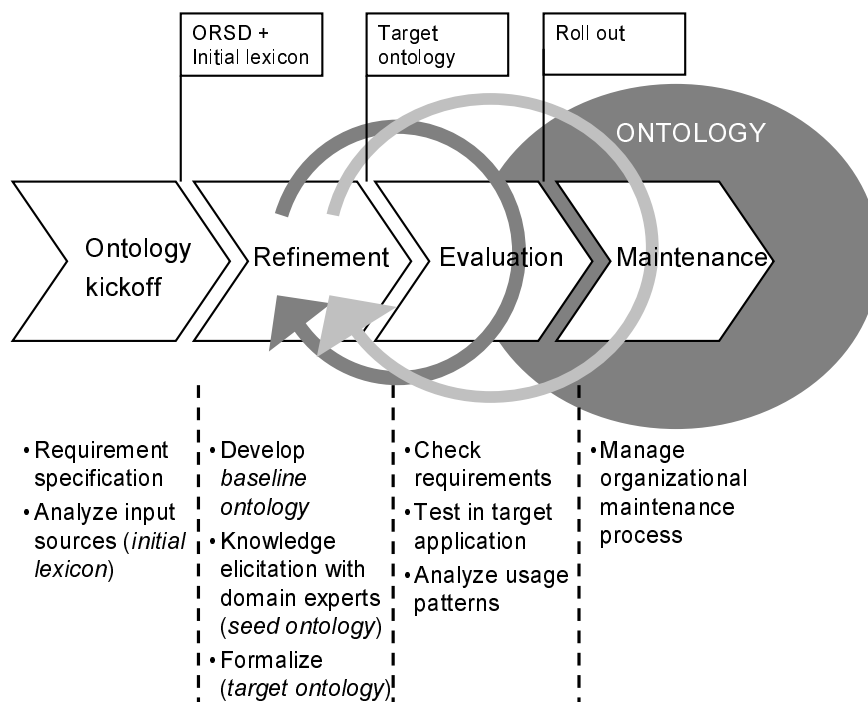 ORSD +
Initial lexicon
Target
ontology
Roll out
ONTOLOGY
Ontology
kickoff
Refinement
Evaluation
Maintenance
• Requirement
specification
• Analyze input
sources (initial
lexicon)
• Develop
baseline
ontology
• Knowledge
elicitation with
domain experts
(seed ontology)
• Formalize
(target ontology)
• Check
requirements
• Test in target
application
• Analyze usage
patterns
• Manage
organizational
maintenance
process